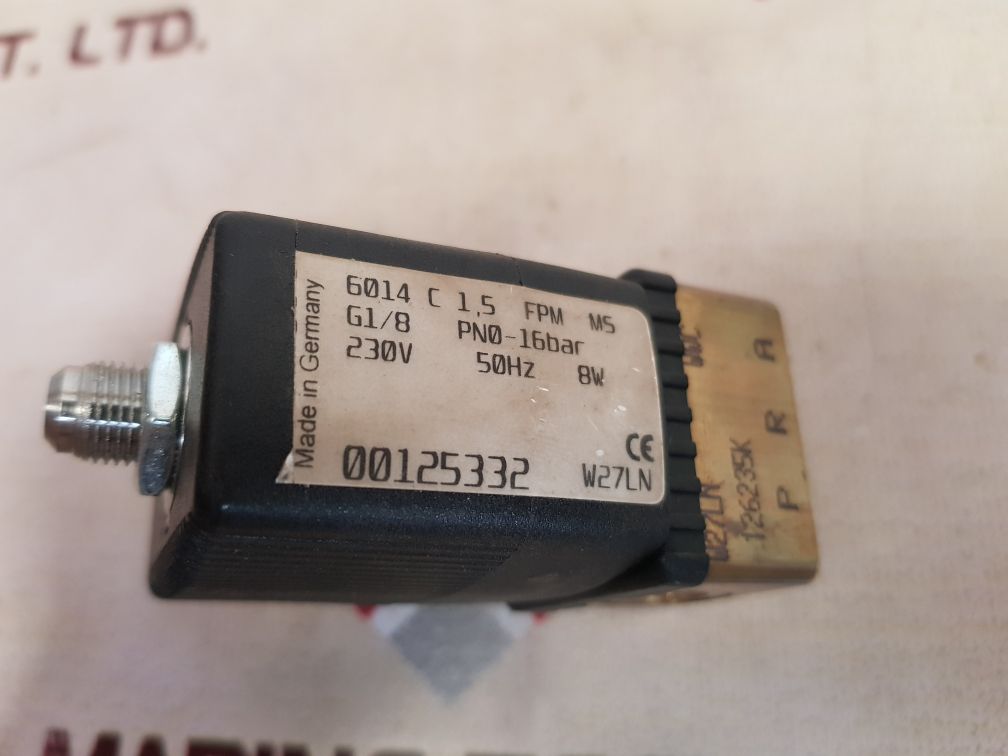 T. LTD.
Made in Germany
6014 C 1,5 FPM MS
G1/8 PN0-16bar
230V 50Hz 8W
CE
00125332 W27LN
W27LN
126235K
A
R
P